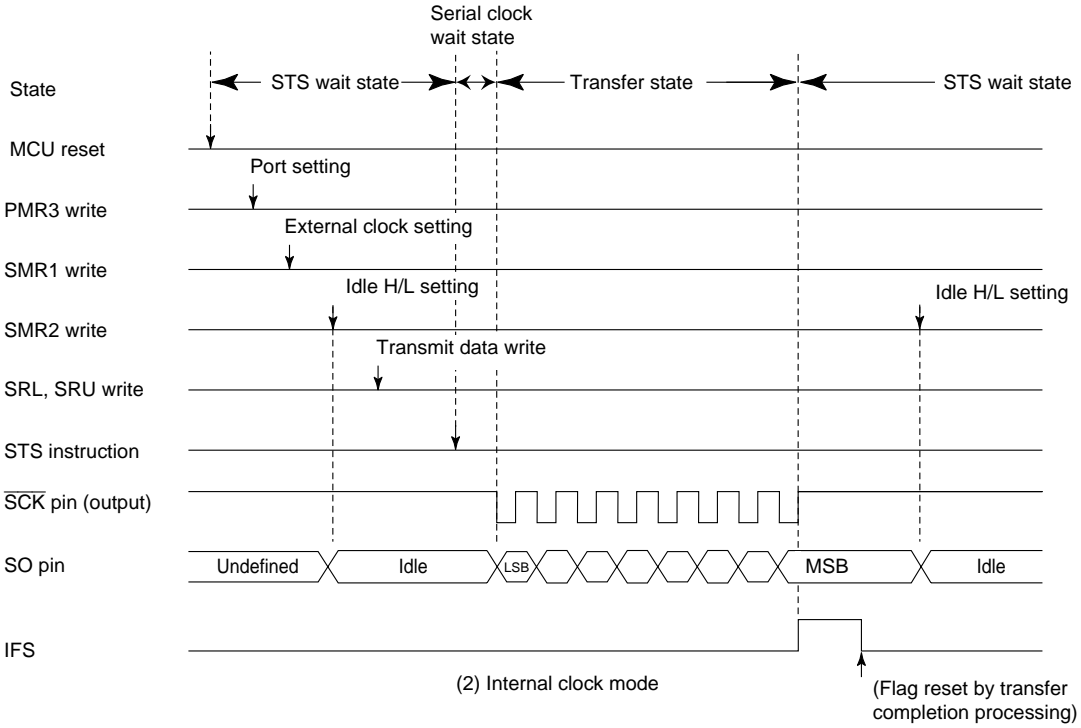 Serial clock
wait state
State
STS wait state
Transfer state
STS wait state
MCU reset
Port setting
PMR3 write
External clock setting
SMR1 write
Idle H/L setting
Idle H/L setting
SMR2 write
Transmit data write
SRL, SRU write
STS instruction
SCK pin (output)
SO pin
Undefined
Idle
LSB
MSB
Idle
IFS
(2) Internal clock mode
(Flag reset by transfer
completion processing)